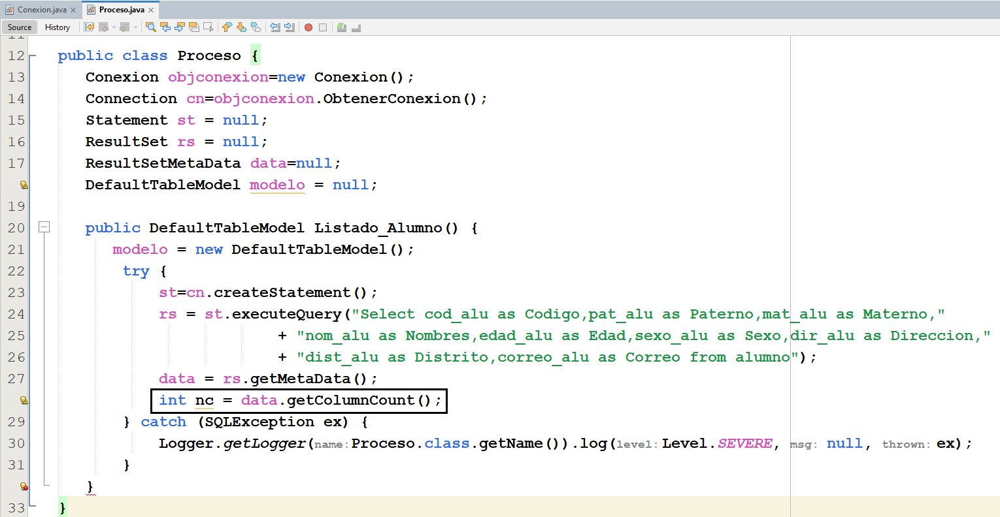 Conexion.java × Proceso.java ×
Source History
11
12 public class Proceso {
13 Conexion objconexion=new Conexion();
14 Connection cn=objconexion.ObtenerConexion();
15 Statement st = null;
16 ResultSet rs = null;
17 ResultSetMetaData data=null;
DefaultTableModel modelo = null;
19
20 public DefaultTableModel Listado_Alumno() {
21 modelo = new DefaultTableModel();
22 try {
23 st=cn.createStatement();
24 rs = st.executeQuery("Select cod_alu as Codigo,pat_alu as Paterno,mat_alu as Materno,"
25 + "nom_alu as Nombres,edad_alu as Edad,sexo_alu as Sexo,dir_alu as Direccion,"
26 + "dist_alu as Distrito,correo_alu as Correo from alumno");
27 data = rs.getMetaData();
int nc = data.getColumnCount();
29 } catch (SQLException ex) {
30 Logger.getLogger(name:Proceso.class.getName()).log(level:Level.SEVERE, msg: null, thrown: ex);
31 }
}
33 }